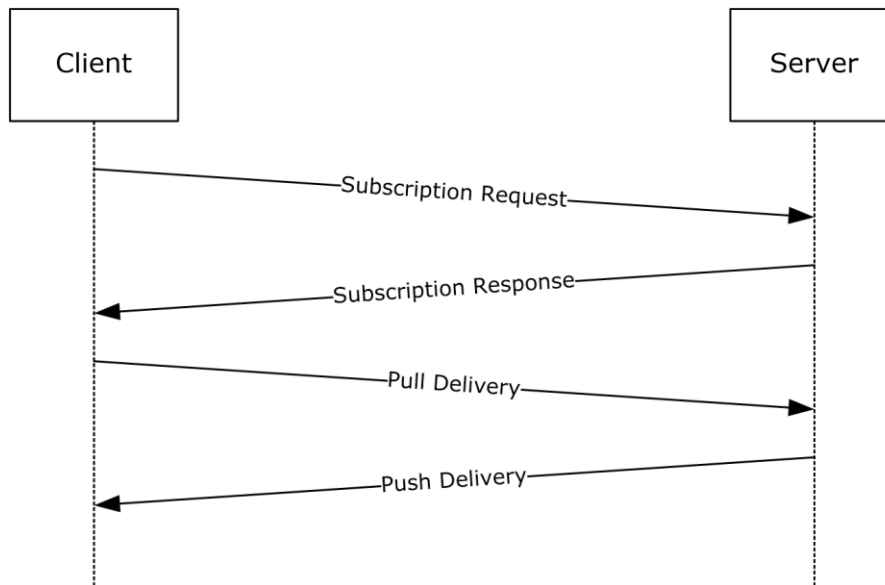 Client
Server
Subscription Request
Subscription Response
Pull Delivery
Push Delivery